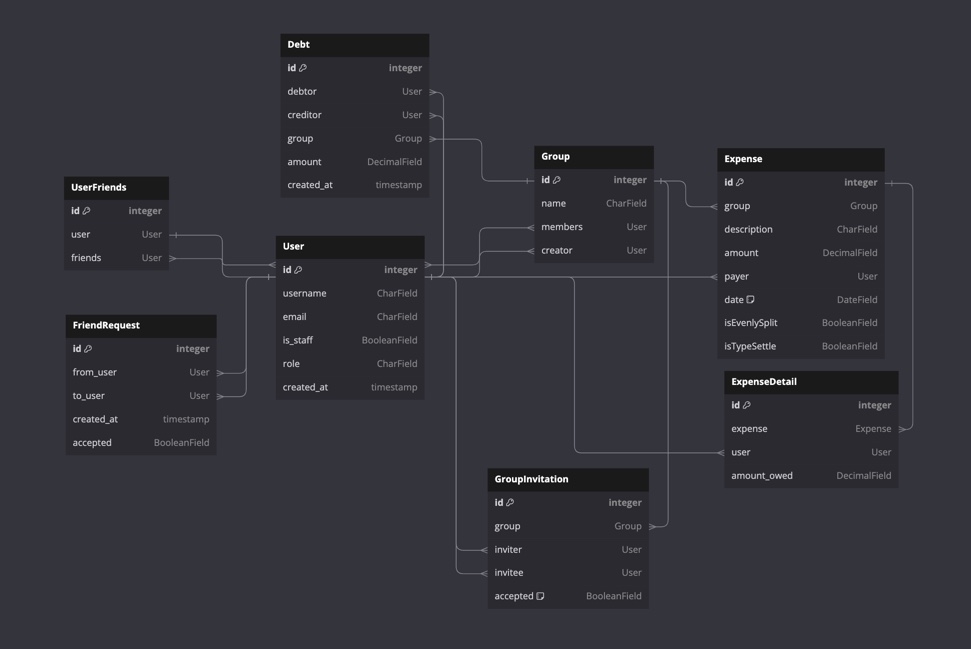 Debt
id integer
debtor User
creditor User
group Group
amount DecimalField
created_at timestamp
UserFriends
id integer
user User
friends User
FriendRequest
id integer
from_user User
to_user User
created_at timestamp
accepted BooleanField
User
id integer
username CharField
email CharField
is_staff BooleanField
role CharField
created_at timestamp
Group
id integer
name CharField
members User
creator User
GroupInvitation
id integer
group Group
inviter User
invitee User
accepted BooleanField
Expense
id integer
group Group
description CharField
amount DecimalField
payer User
date DateField
isEvenlySplit BooleanField
isTypeSettle BooleanField
ExpenseDetail
id integer
expense Expense
user User
amount_owed DecimalField